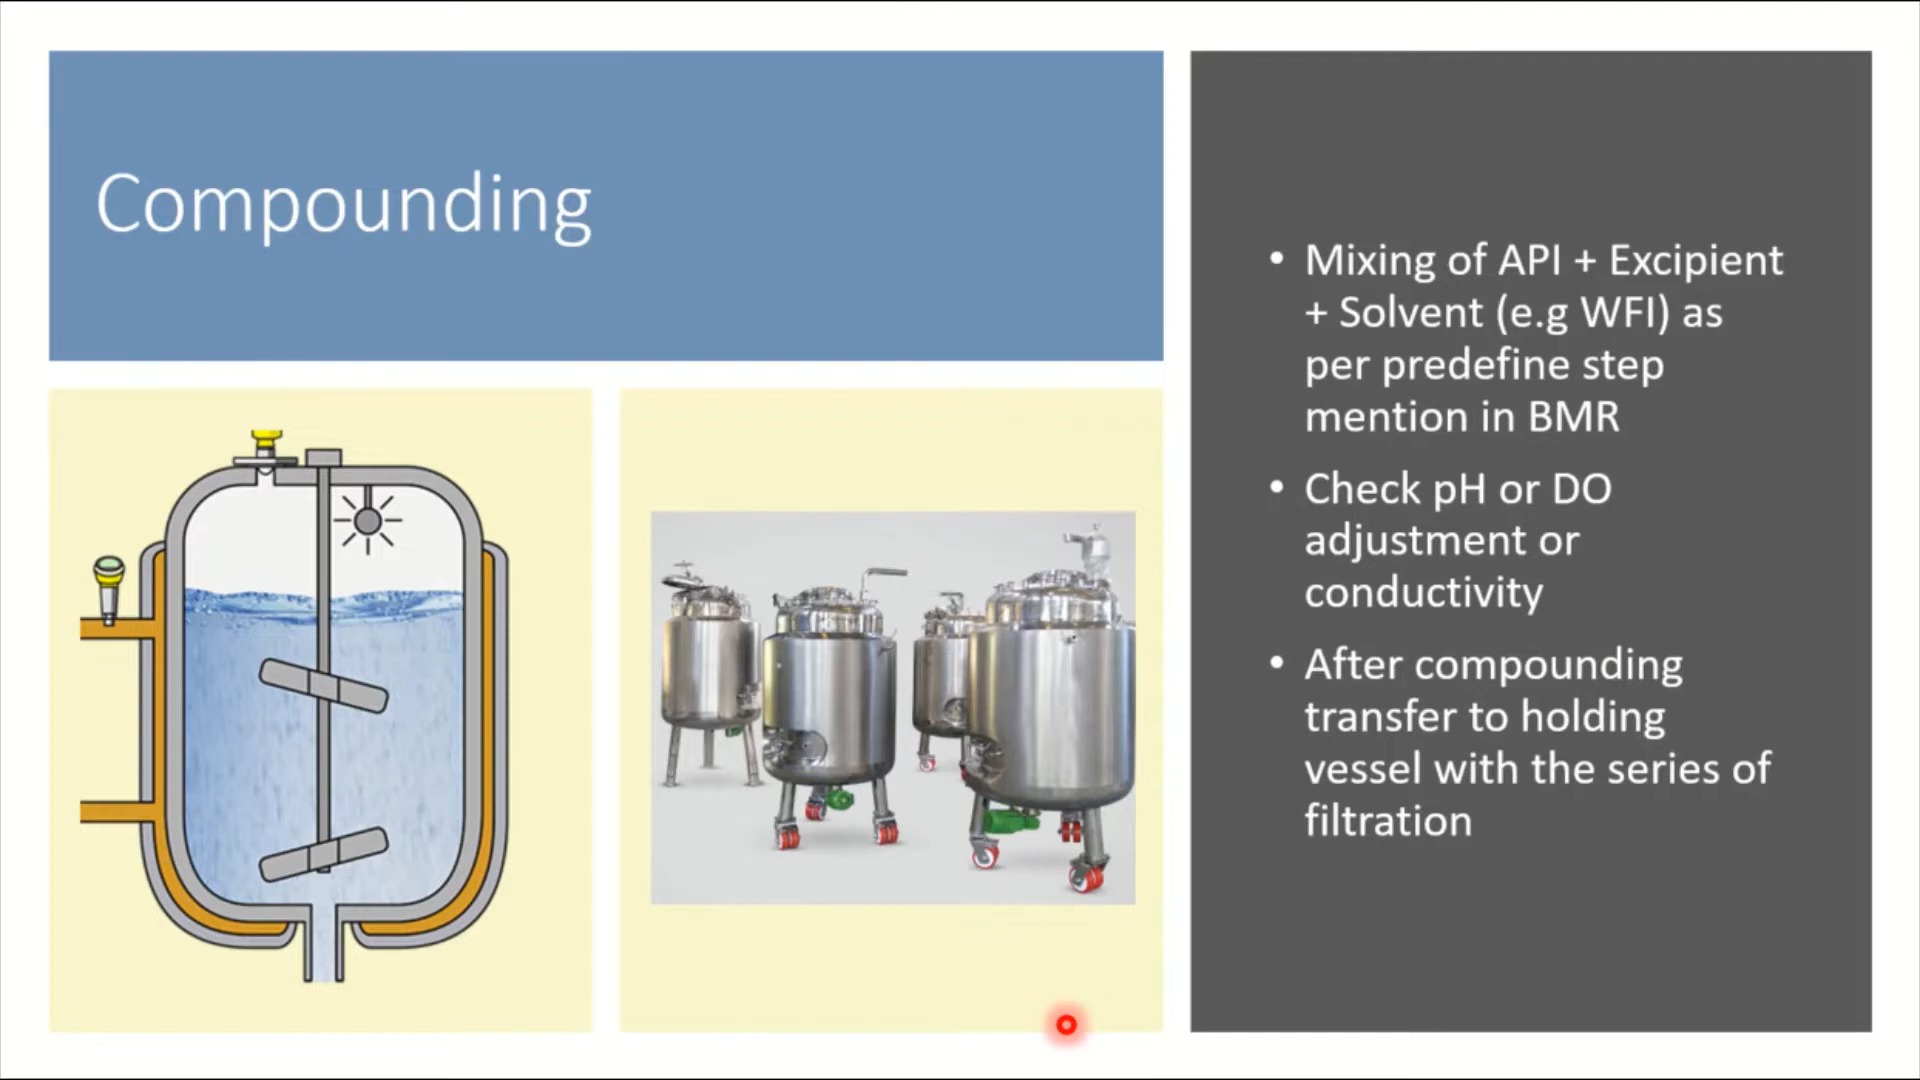 Compounding
• Mixing of API + Excipient
+ Solvent (e.g WFI) as
per predefine step
mention in BMR
• Check pH or DO
adjustment or
conductivity
• After compounding
transfer to holding
vessel with the series of
filtration